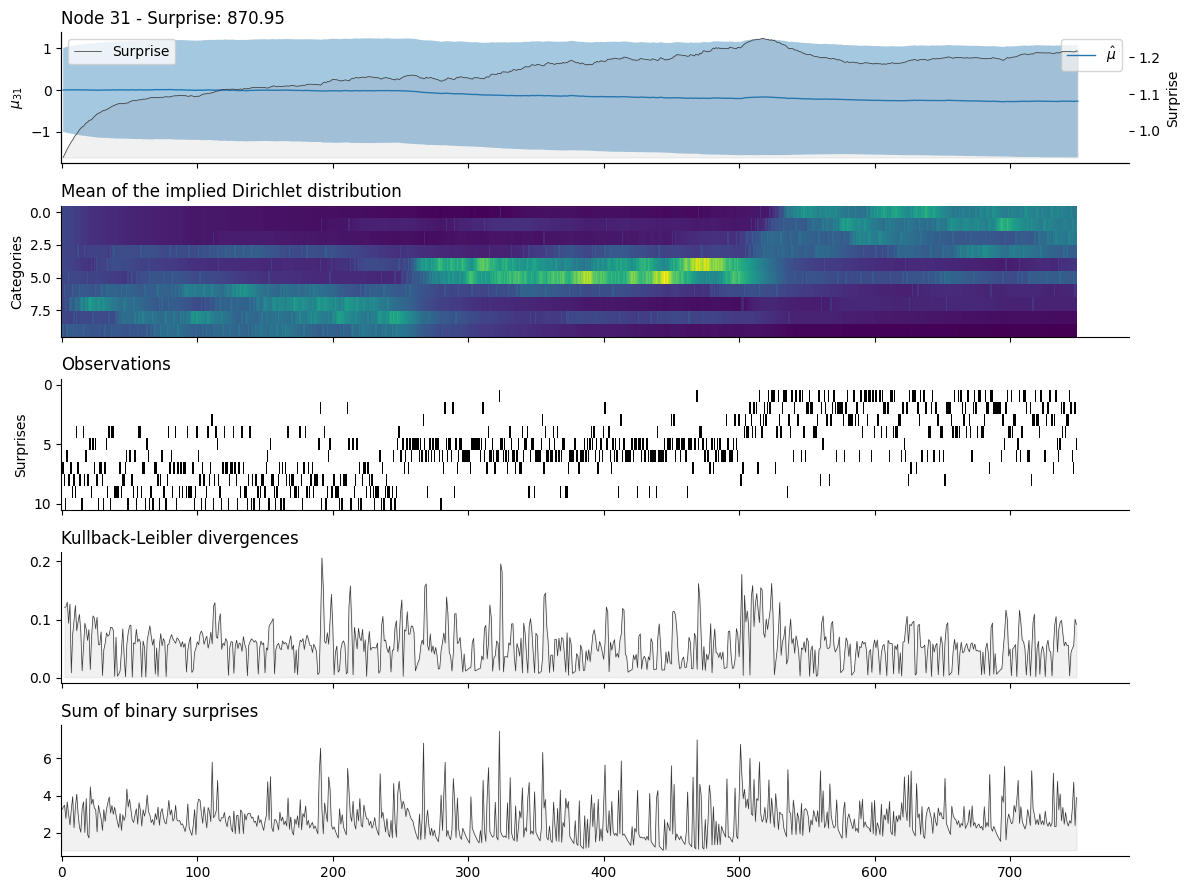 Node 31 - Surprise: 870.95
1
0
−1
μ31
Surprise
μ̂
1.2
1.1
1.0
Surprise
Mean of the implied Dirichlet distribution
0.0
2.5
5.0
7.5
Categories
Observations
0
5
10
Surprises
Kullback-Leibler divergences
0.2
0.1
0.0
Sum of binary surprises
6
4
2
0 100 200 300 400 500 600 700